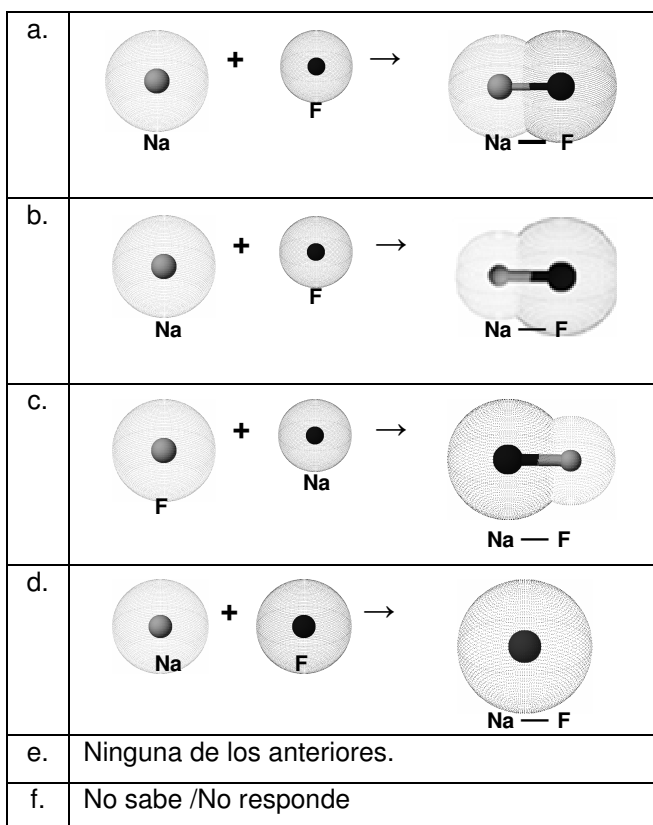 a.
+ →
F
Na Na — F
b.
+ →
F
Na Na — F
c.
+ →
Na
F
Na — F
d.
+ →
Na F
Na — F
e. Ninguna de los anteriores.
f. No sabe /No responde